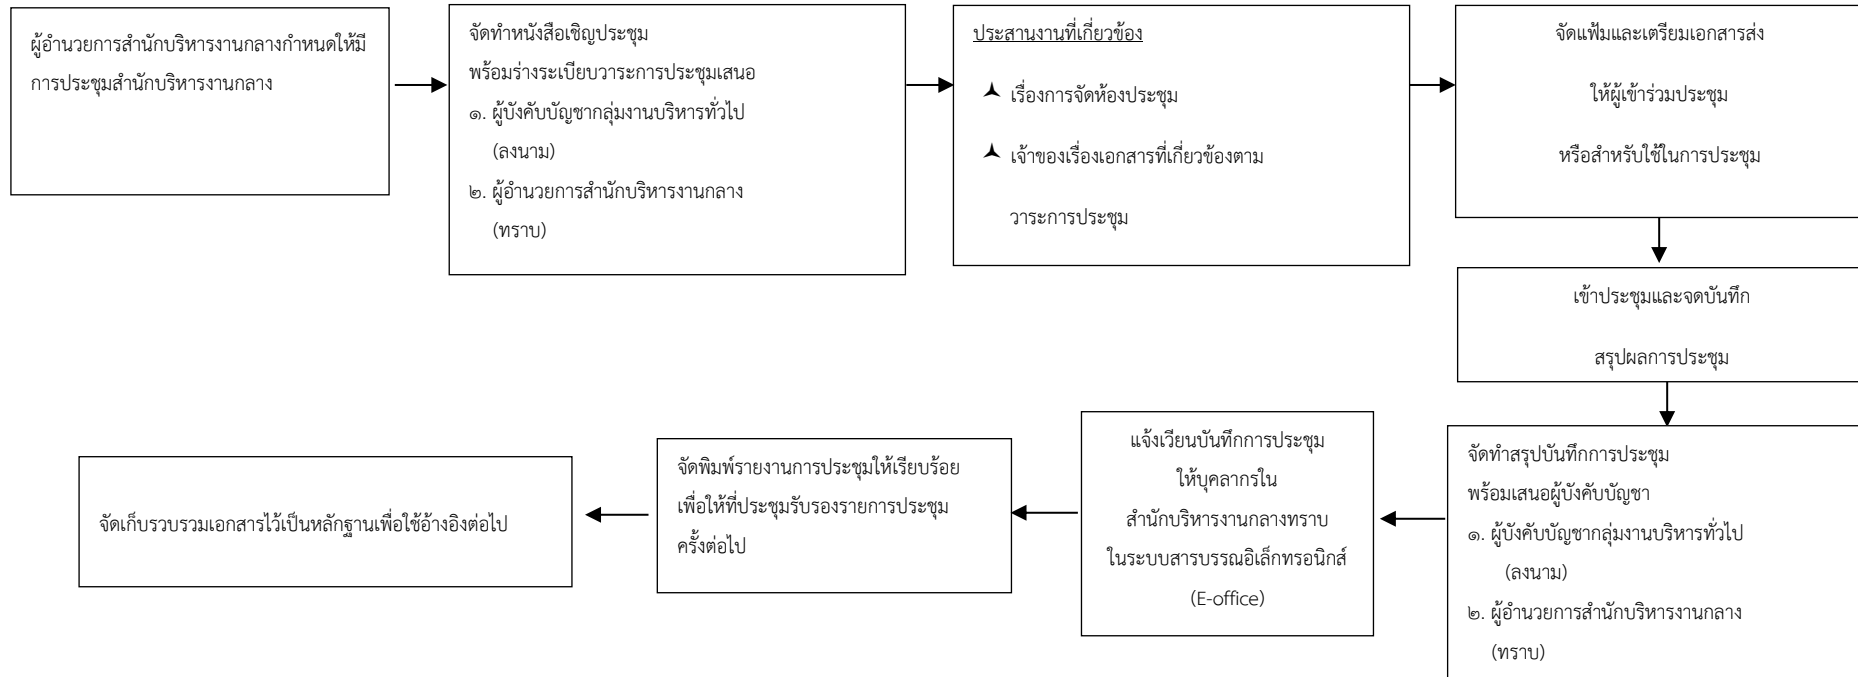 ผู้อำนวยการสำนักบริหารงานกลางกำหนดให้มี
การประชุมสำนักบริหารงานกลาง
จัดทำหนังสือเชิญประชุม
พร้อมร่างระเบียบวาระการประชุมเสนอ
๑. ผู้บังคับบัญชากลุ่มงานบริหารทั่วไป
(ลงนาม)
๒. ผู้อำนวยการสำนักบริหารงานกลาง
(ทราบ)
ประสานงานที่เกี่ยวข้อง
เรื่องการจัดห้องประชุม
เจ้าของเรื่องเอกสารที่เกี่ยวข้องตาม
วาระการประชุม
จัดแฟ้มและเตรียมเอกสารส่ง
ให้ผู้เข้าร่วมประชุม
หรือสำหรับใช้ในการประชุม
เข้าประชุมและจดบันทึก
สรุปผลการประชุม
จัดทำสรุปบันทึกการประชุม
พร้อมเสนอผู้บังคับบัญชา
๑. ผู้บังคับบัญชากลุ่มงานบริหารทั่วไป
(ลงนาม)
๒. ผู้อำนวยการสำนักบริหารงานกลาง
(ทราบ)
แจ้งเวียนบันทึกการประชุม
ให้บุคลากรใน
สำนักบริหารงานกลางทราบ
ในระบบสารบรรณอิเล็กทรอนิกส์
(E-office)
จัดพิมพ์รายงานการประชุมให้เรียบร้อย
เพื่อให้ที่ประชุมรับรองรายการประชุม
ครั้งต่อไป
จัดเก็บรวบรวมเอกสารไว้เป็นหลักฐานเพื่อใช้อ้างอิงต่อไป